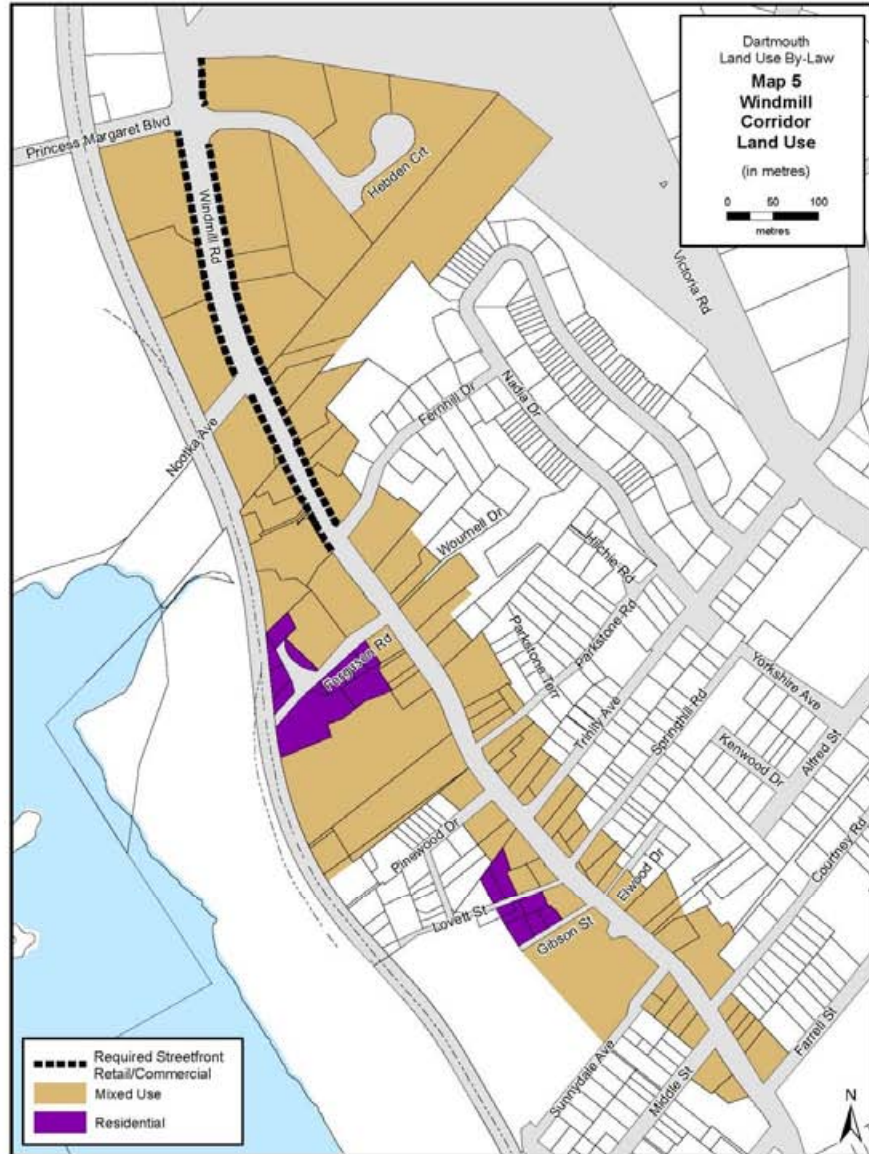 Dartmouth
Land Use By-Law
Map 5
Windmill
Corridor
Land Use
(in metres)
0 50 100
metres
Princess Margaret Blvd
Hebden Crt
Windmill Rd
Victoria Rd
Nootka Ave
Fernhill Dr
Nadia Dr
Wournell Dr
Hilchie Rd
Parkstone Rd
Parkstone Terr
Ferguson Rd
Trinity Ave
Springhill Rd
Yorkshire Ave
Kenwood Dr
Alfred St
Courtney Rd
Pinewood Dr
Elwood Dr
Lovett St
Gibson St
Farrell St
Sunnydale Ave
Middle St
Required Streetfront
Retail/Commercial
Mixed Use
Residential
N